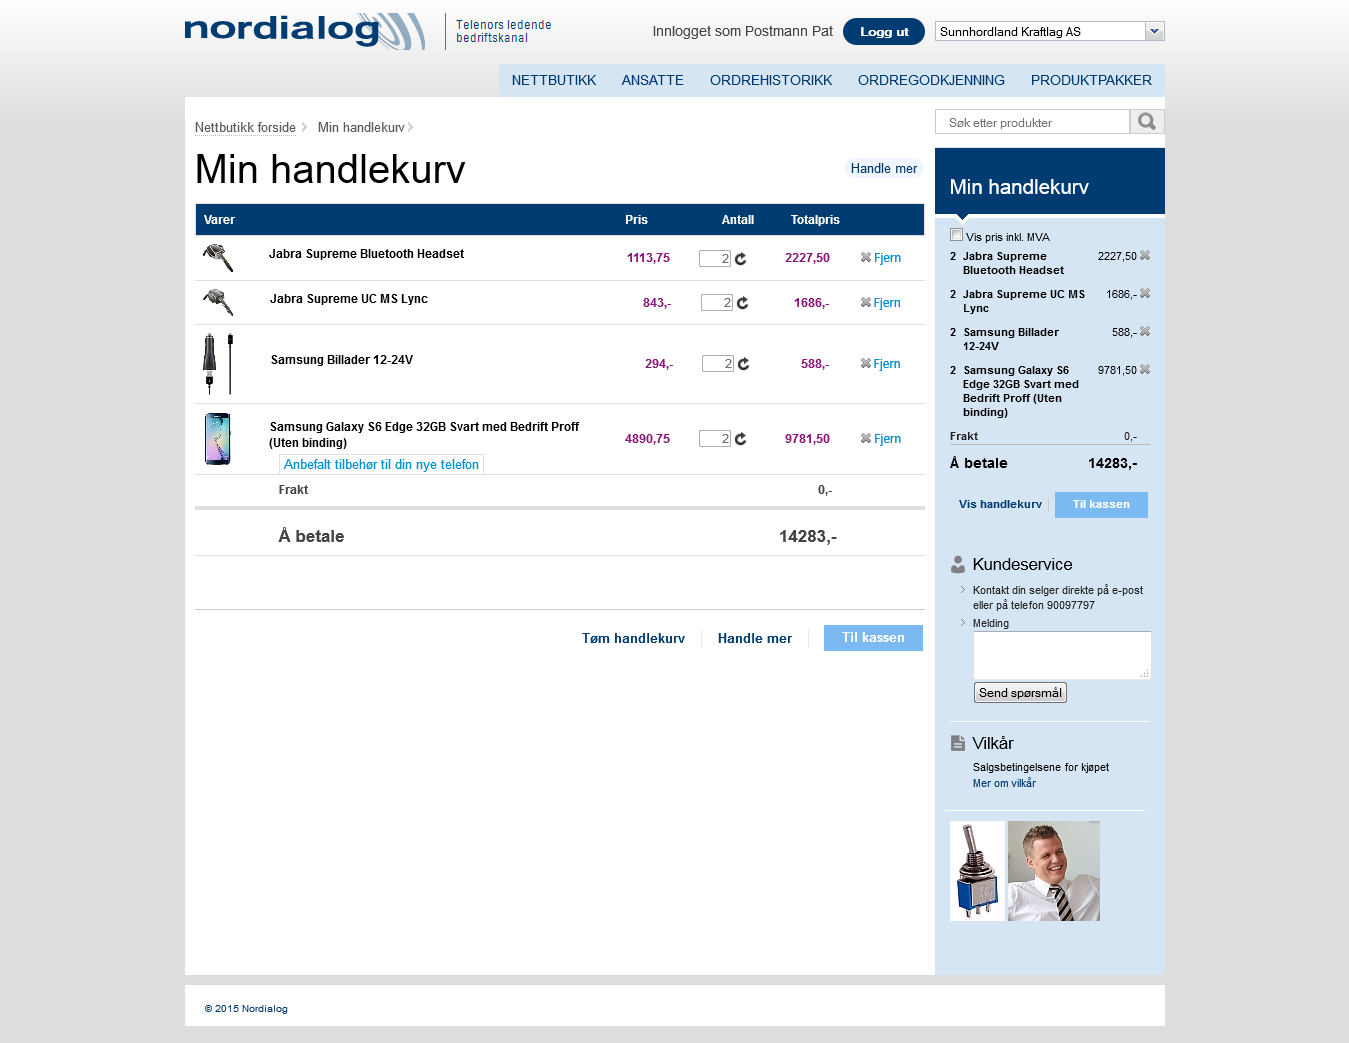 nordialog
Telenors ledende
bedriftskanal
Innlogget som Postmann Pat
Logg ut
Sunnhordland Kraftlag AS
NETTBUTIKK ANSATTE ORDREHISTORIKK ORDREGODKJENNING PRODUKTPAKKER
Nettbutikk forside Min handlekurv
Søk etter produkter
Min handlekurv
Handle mer
Varer Pris Antall Totalpris
Jabra Supreme Bluetooth Headset 1113,75 2 2227,50 Fjern
Jabra Supreme UC MS Lync 843,- 2 1686,- Fjern
Samsung Billader 12-24V 294,- 2 588,- Fjern
Samsung Galaxy S6 Edge 32GB Svart med Bedrift Proff
(Uten binding)
4890,75 2 9781,50 Fjern
Anbefalt tilbehør til din nye telefon
Frakt 0,-
Å betale 14283,-
Tøm handlekurv Handle mer Til kassen
Min handlekurv
Vis pris inkl. MVA
2 Jabra Supreme 2227,50
Bluetooth Headset
2 Jabra Supreme UC MS 1686,-
Lync
2 Samsung Billader 588,-
12-24V
2 Samsung Galaxy S6 9781,50
Edge 32GB Svart med
Bedrift Proff (Uten
binding)
Frakt 0,-
Å betale 14283,-
Vis handlekurv Til kassen
Kundeservice
Kontakt din selger direkte på e-post
eller på telefon 90097797
Melding
Send spørsmål
Vilkår
Salgsbetingelsene for kjøpet
Mer om vilkår
© 2015 Nordialog